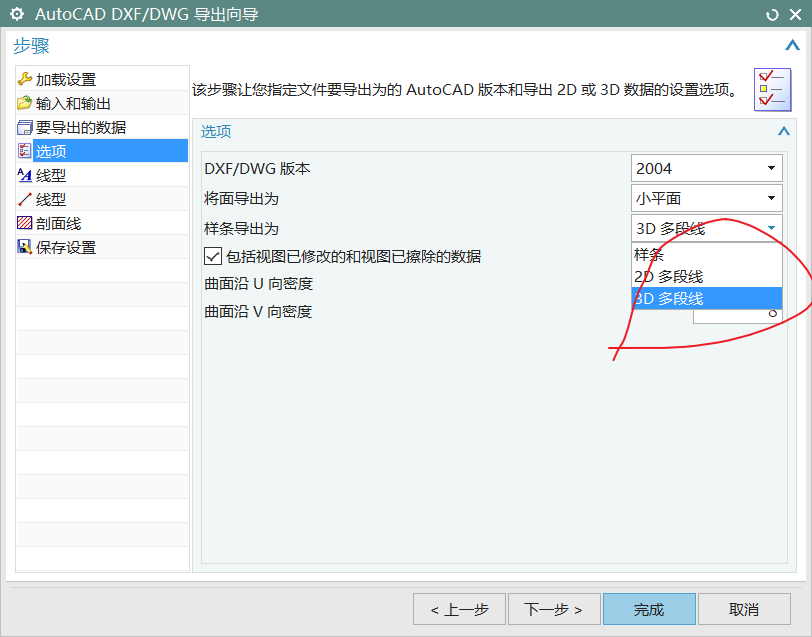 AutoCAD DXF/DWG 导出向导
步骤
加载设置
输入和输出
要导出的数据
选项
线型
线型
剖面线
保存设置
该步骤让您指定文件要导出为的 AutoCAD 版本和导出 2D 或 3D 数据的设置选项。
选项
DXF/DWG 版本
2004
将面导出为
小平面
样条导出为
3D 多段线
样条
2D 多段线
3D 多段线
包括视图已修改的和视图已擦除的数据
曲面沿 U 向密度
曲面沿 V 向密度
8
< 上一步
下一步 >
完成
取消